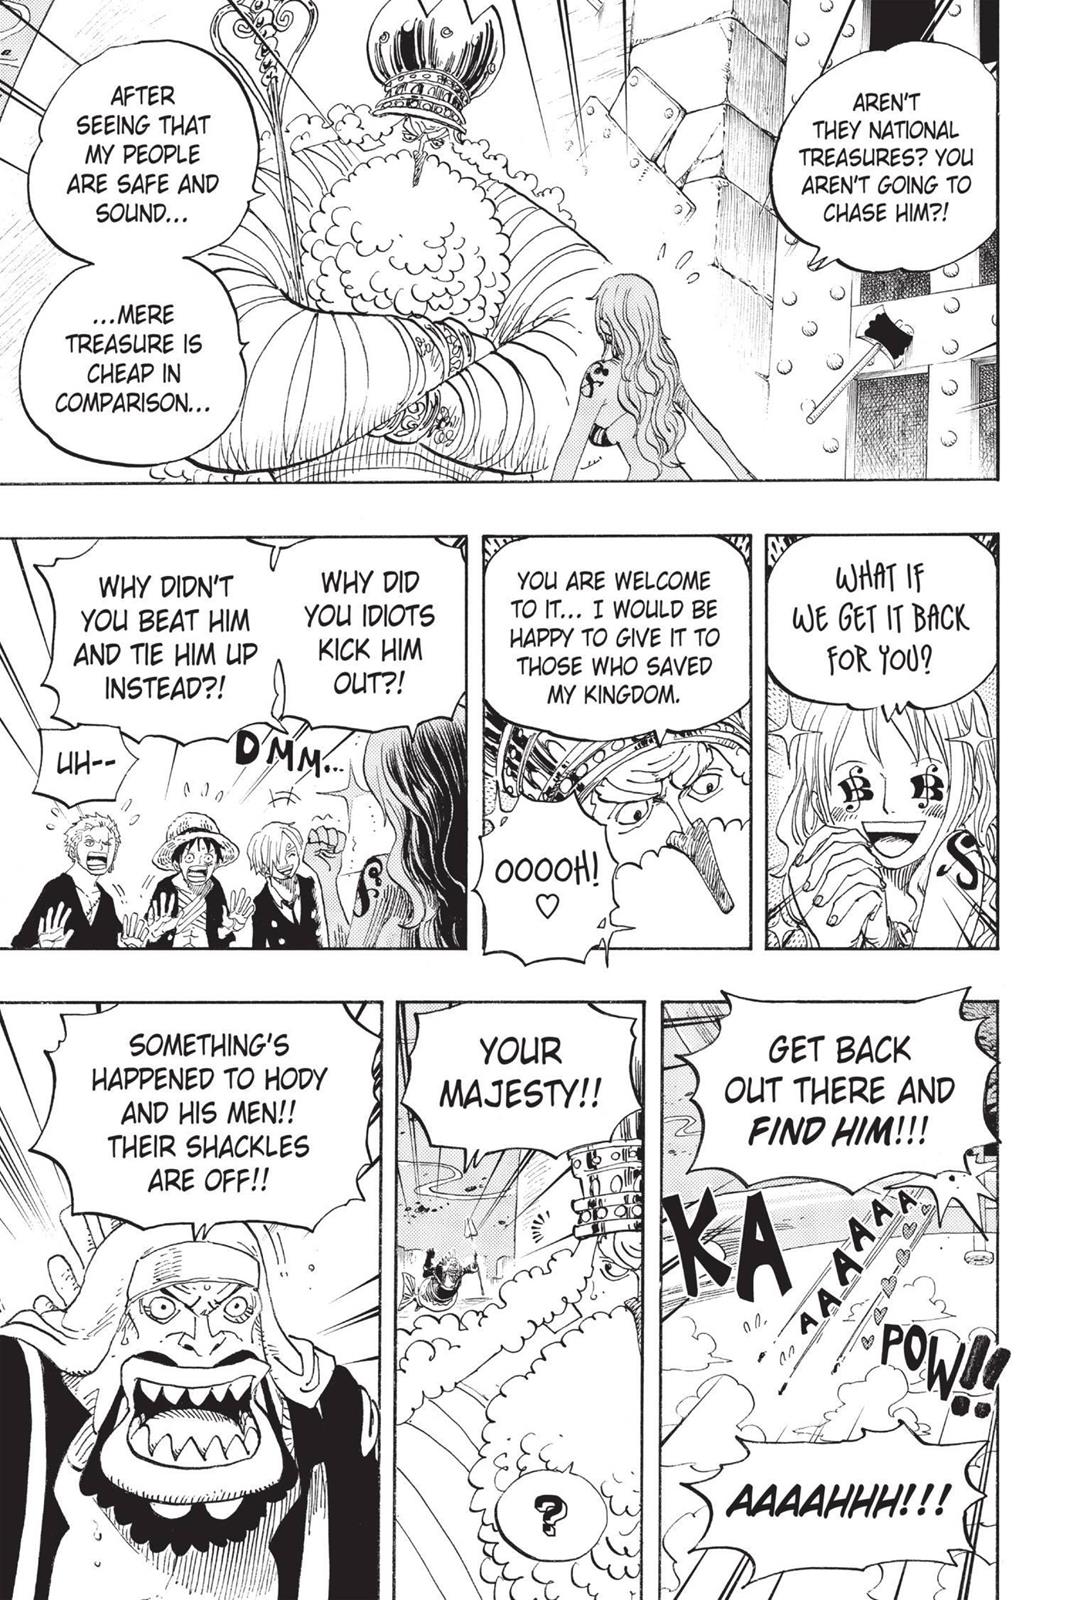 AREN'T
THEY NATIONAL
TREASURES? YOU
AREN'T GOING TO
CHASE HIM?!
AFTER
SEEING THAT
MY PEOPLE
ARE SAFE AND
SOUND...
...MERE
TREASURE IS
CHEAP IN
COMPARISON...
WHAT IF
WE GET IT BACK
FOR YOU?
YOU ARE WELCOME
TO IT... I WOULD BE
HAPPY TO GIVE IT TO
THOSE WHO SAVED
MY KINGDOM.
OOOOH!
♡
WHY DID
YOU IDIOTS
KICK HIM
OUT?!
WHY DIDN'T
YOU BEAT HIM
AND TIE HIM UP
INSTEAD?!
DMM...
UH--
GET BACK
OUT THERE AND
FIND HIM!!!
KA
POW!!
AAAAAAA
AAAAHHH!!!
YOUR
MAJESTY!!
?
SOMETHING'S
HAPPENED TO HODY
AND HIS MEN!!
THEIR SHACKLES
ARE OFF!!